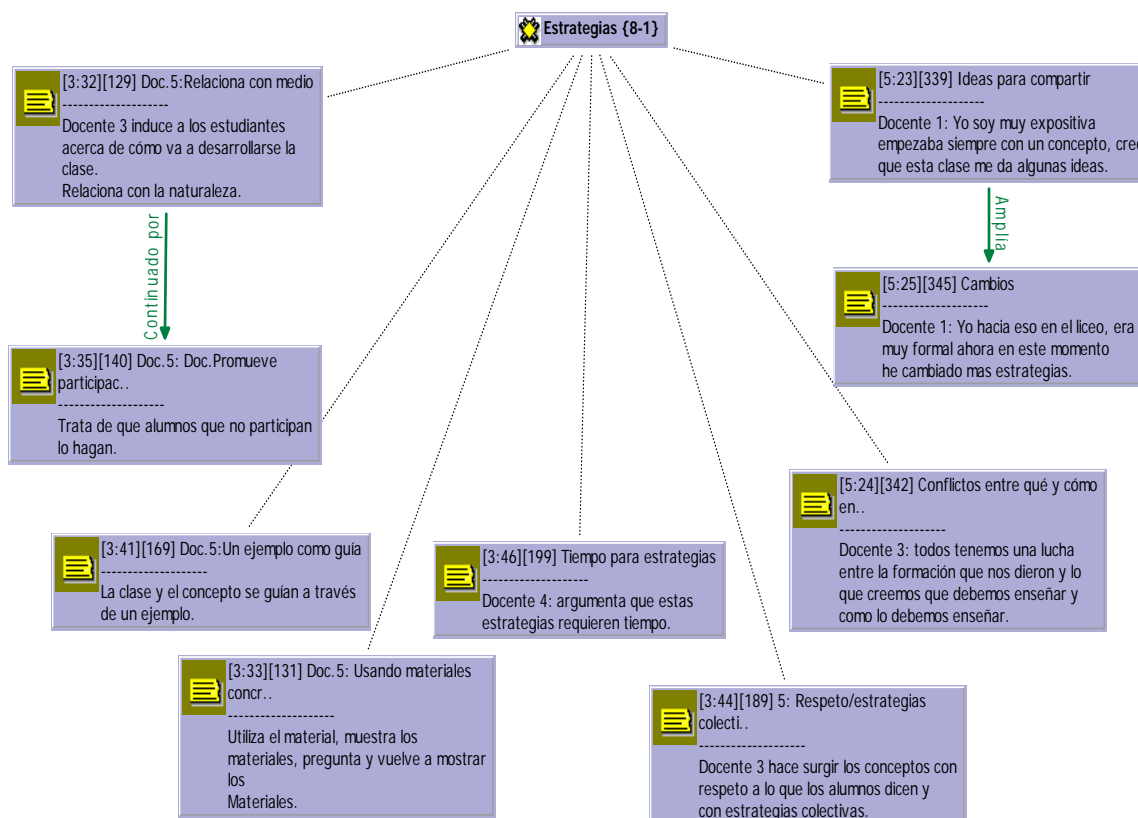 Estrategias {8-1}
[3:32][129] Doc.5:Relaciona con medio
--------------------
Docente 3 induce a los estudiantes
acerca de cómo va a desarrollarse la
clase.
Relaciona con la naturaleza.
[5:23][339] Ideas para compartir
--------------------
Docente 1: Yo soy muy expositiva
empezaba siempre con un concepto, creo
que esta clase me da algunas ideas.
Continuado por
Amplía
[5:25][345] Cambios
--------------------
Docente 1: Yo hacia eso en el liceo, era
muy formal ahora en este momento
he cambiado mas estrategias.
[3:35][140] Doc.5: Doc.Promueve
participac..
--------------------
Trata de que alumnos que no participan
lo hagan.
[5:24][342] Conflictos entre qué y cómo
en..
--------------------
Docente 3: todos tenemos una lucha
entre la formación que nos dieron y lo
que creemos que debemos enseñar y
como lo debemos enseñar.
[3:41][169] Doc.5:Un ejemplo como guía
--------------------
La clase y el concepto se guían a través
de un ejemplo.
[3:46][199] Tiempo para estrategias
--------------------
Docente 4: argumenta que estas
estrategias requieren tiempo.
[3:33][131] Doc.5: Usando materiales
concr..
--------------------
Utiliza el material, muestra los
materiales, pregunta y vuelve a mostrar
los
Materiales.
[3:44][189] 5: Respeto/estrategias
colecti..
--------------------
Docente 3 hace surgir los conceptos con
respeto a lo que los alumnos dicen y
con estrategias colectivas.